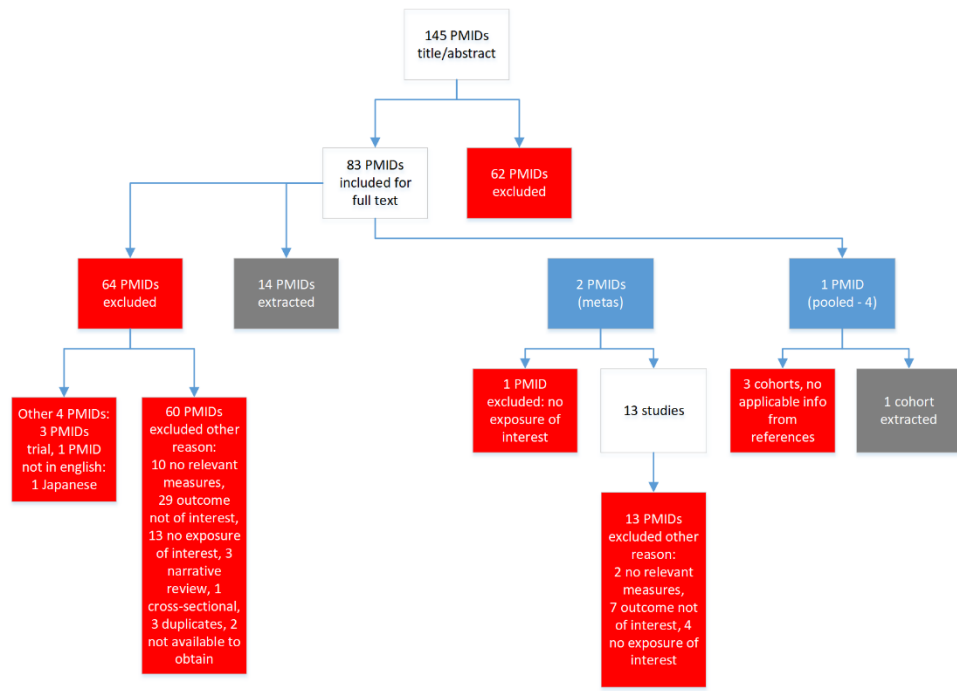 145 PMIDs
title/abstract
83 PMIDs
included for
full text
62 PMIDs
excluded
64 PMIDs
excluded
14 PMIDs
extracted
2 PMIDs
(metas)
1 PMID
(pooled - 4)
Other 4 PMIDs:
3 PMIDs
trial, 1 PMID
not in english:
1 Japanese
60 PMIDs
excluded other
reason:
10 no relevant
measures,
29 outcome
not of interest,
13 no exposure
of interest, 3
narrative
review, 1
cross-sectional,
3 duplicates, 2
not available to
obtain
1 PMID
excluded: no
exposure of
interest
13 studies
3 cohorts, no
applicable info
from
references
1 cohort
extracted
13 PMIDs
excluded other
reason:
2 no relevant
measures,
7 outcome not
of interest, 4
no exposure of
interest